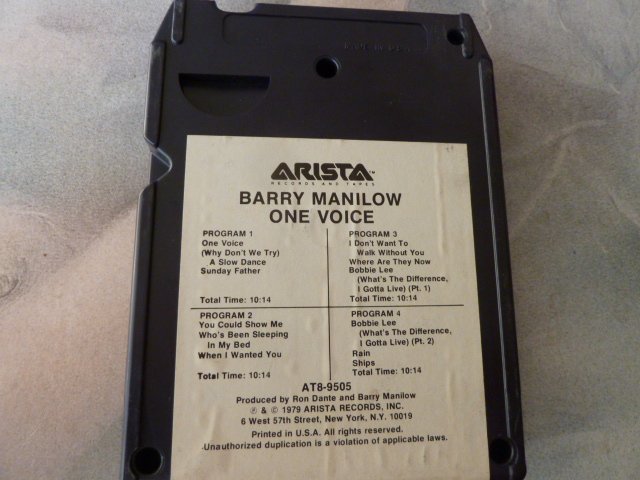 ARISTA™
RECORDS AND TAPES
BARRY MANILOW
ONE VOICE
PROGRAM 1
One Voice
(Why Don't We Try)
A Slow Dance
Sunday Father
Total Time: 10:14
PROGRAM 3
I Don't Want To
Walk Without You
Where Are They Now
Bobbie Lee
(What's The Difference,
I Gotta Live) (Pt. 1)
Total Time: 10:14
PROGRAM 2
You Could Show Me
Who's Been Sleeping
In My Bed
When I Wanted You
Total Time: 10:14
PROGRAM 4
Bobbie Lee
(What's The Difference,
I Gotta Live) (Pt. 2)
Rain
Ships
Total Time: 10:14
AT8-9505
Produced by Ron Dante and Barry Manilow
℗ & © 1979 ARISTA RECORDS, INC.
6 West 57th Street, New York, N.Y. 10019
Printed in U.S.A. All rights reserved.
Unauthorized duplication is a violation of applicable laws.